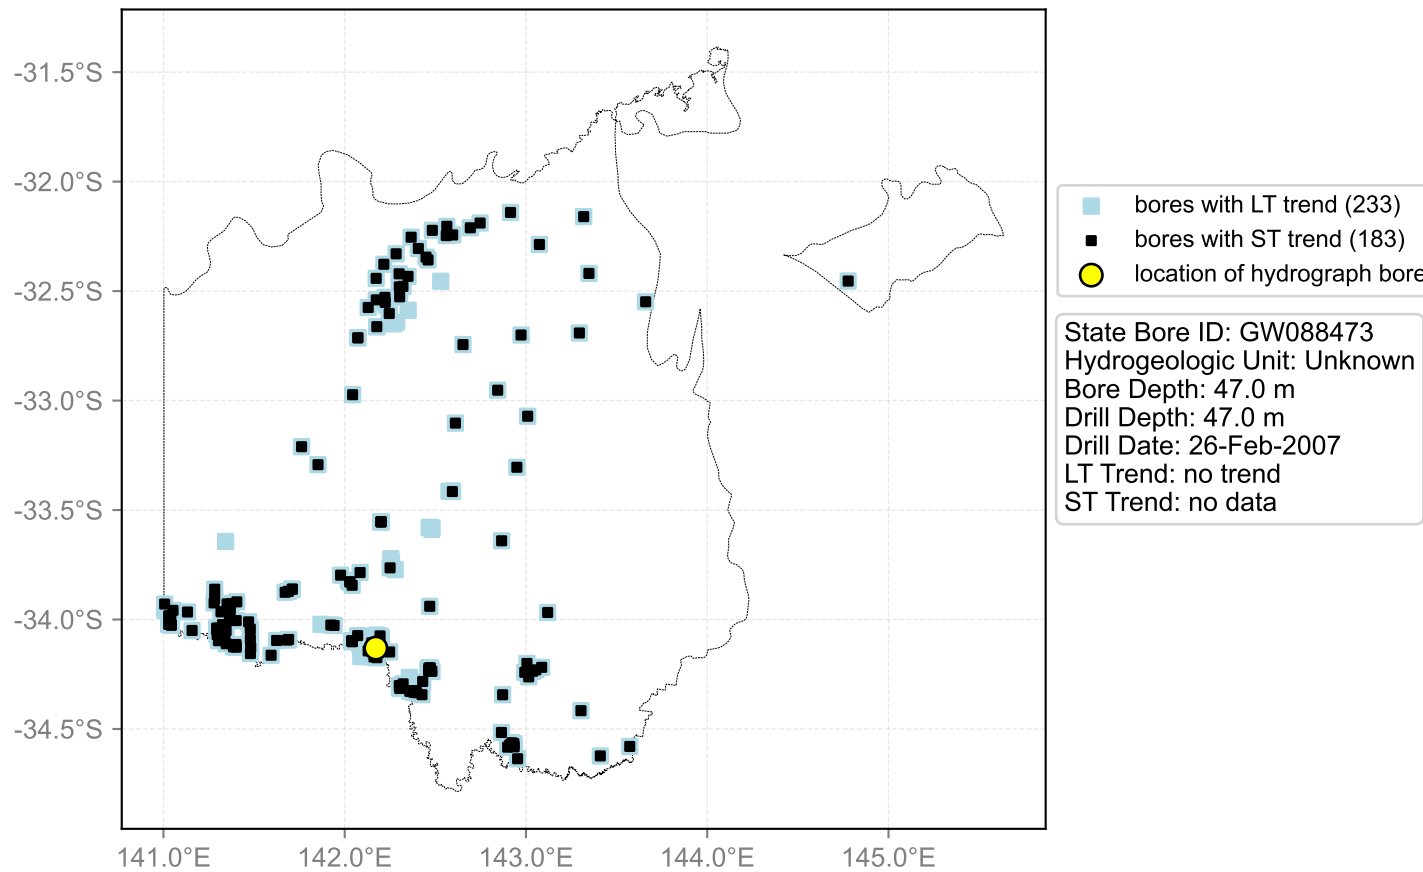 -31.5°S
-32.0°S
-32.5°S
-33.0°S
-33.5°S
-34.0°S
-34.5°S
141.0°E 142.0°E 143.0°E 144.0°E 145.0°E
bores with LT trend (233)
bores with ST trend (183)
location of hydrograph bore
State Bore ID: GW088473
Hydrogeologic Unit: Unknown
Bore Depth: 47.0 m
Drill Depth: 47.0 m
Drill Date: 26-Feb-2007
LT Trend: no trend
ST Trend: no data